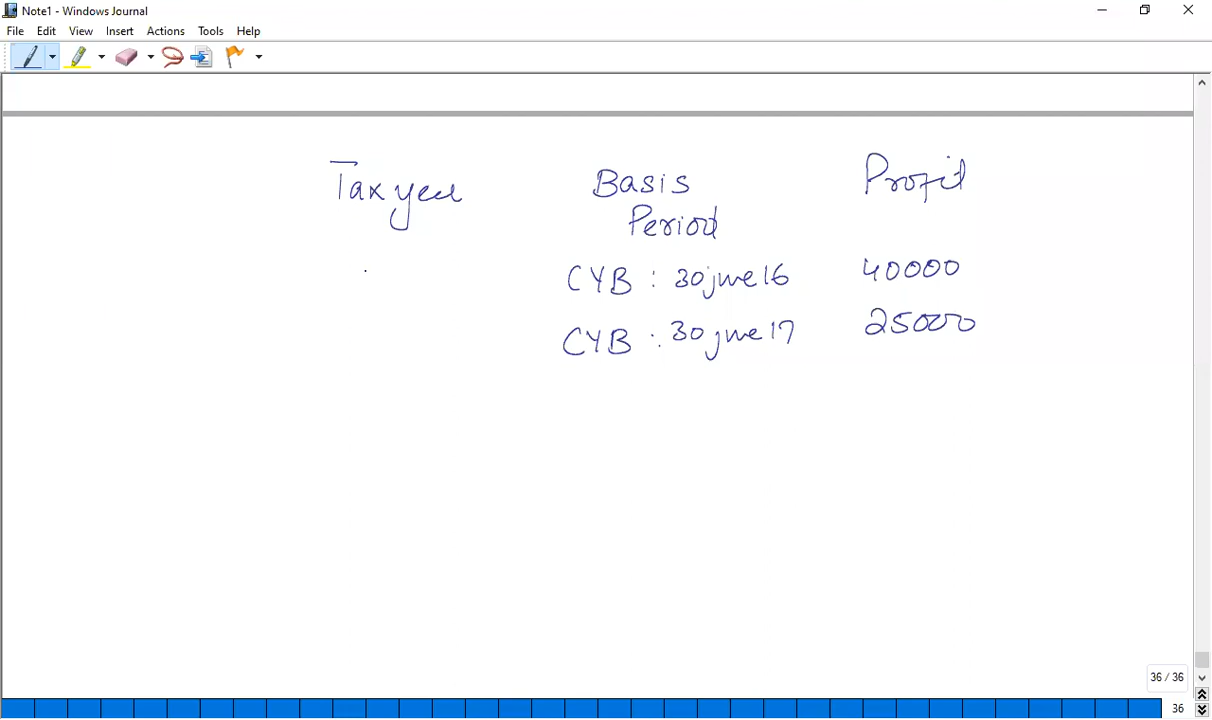 Note1 - Windows Journal
File Edit View Insert Actions Tools Help
Tax year Basis Profit
Period
CYB : 30 june 16 40000
CYB : 30 june 17 25000
36 / 36
36